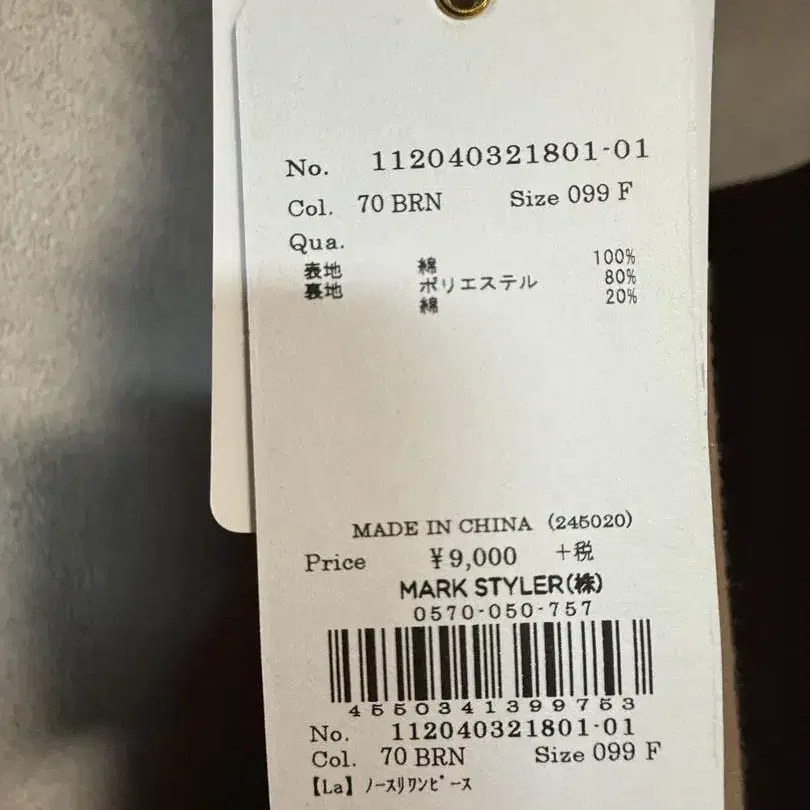 No. 112040321801-01
Col. 70 BRN Size 099 F
Qua.
表地 綿 100%
裏地 ポリエステル 80%
綿 20%
MADE IN CHINA (245020)
Price ¥9,000 +税
MARK STYLER(株)
0570-050-757
4550341399753
No. 112040321801-01
Col. 70 BRN Size 099 F
【La】ノースリワンピース